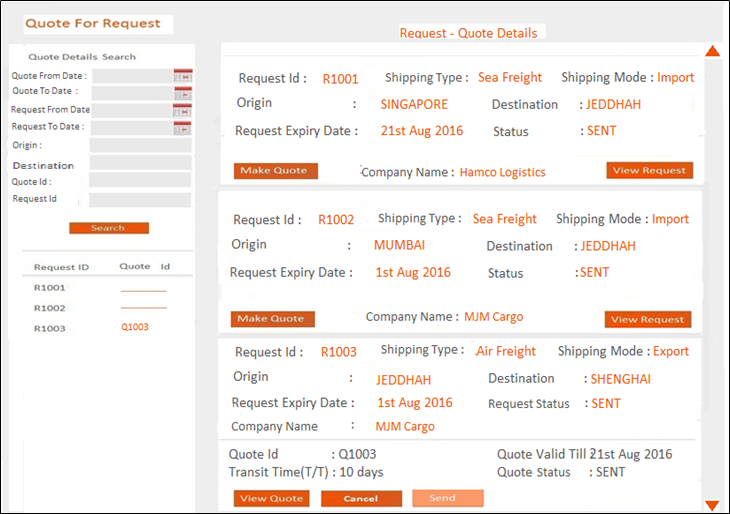 Quote For Request
Quote Details Search
Quote From Date :
Quote To Date :
Request From Date
Request To Date :
Origin :
Destination
Quote Id :
Request Id
Search
Request ID Quote Id
R1001
R1002
R1003 Q1003
Request - Quote Details
Request Id : R1001 Shipping Type : Sea Freight Shipping Mode : Import
Origin : SINGAPORE Destination : JEDDHAH
Request Expiry Date : 21st Aug 2016 Status : SENT
Make Quote Company Name : Hamco Logistics View Request
Request Id : R1002 Shipping Type : Sea Freight Shipping Mode : Import
Origin : MUMBAI Destination : JEDDHAH
Request Expiry Date : 1st Aug 2016 Status : SENT
Make Quote Company Name : MJM Cargo View Request
Request Id : R1003 Shipping Type : Air Freight Shipping Mode : Export
Origin : JEDDHAH Destination : SHENGHAI
Request Expiry Date : 1st Aug 2016 Request Status : SENT
Company Name : MJM Cargo
Quote Id : Q1003 Quote Valid Till : 21st Aug 2016
Transit Time(T/T) : 10 days Quote Status : SENT
View Quote Cancel Send